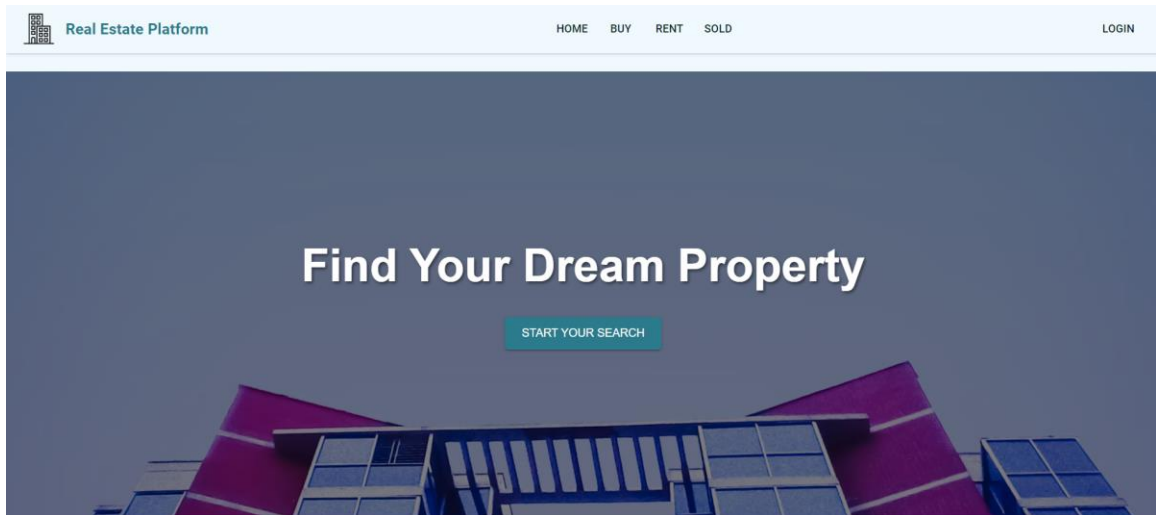 Real Estate Platform
HOME BUY RENT SOLD
LOGIN
Find Your Dream Property
START YOUR SEARCH